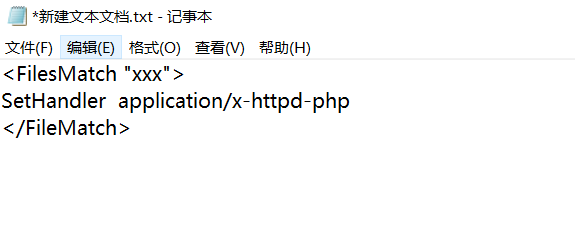 *新建文本文档.txt - 记事本
文件(F) 编辑(E) 格式(O) 查看(V) 帮助(H)
<FilesMatch "xxx">
SetHandler  application/x-httpd-php
</FileMatch>